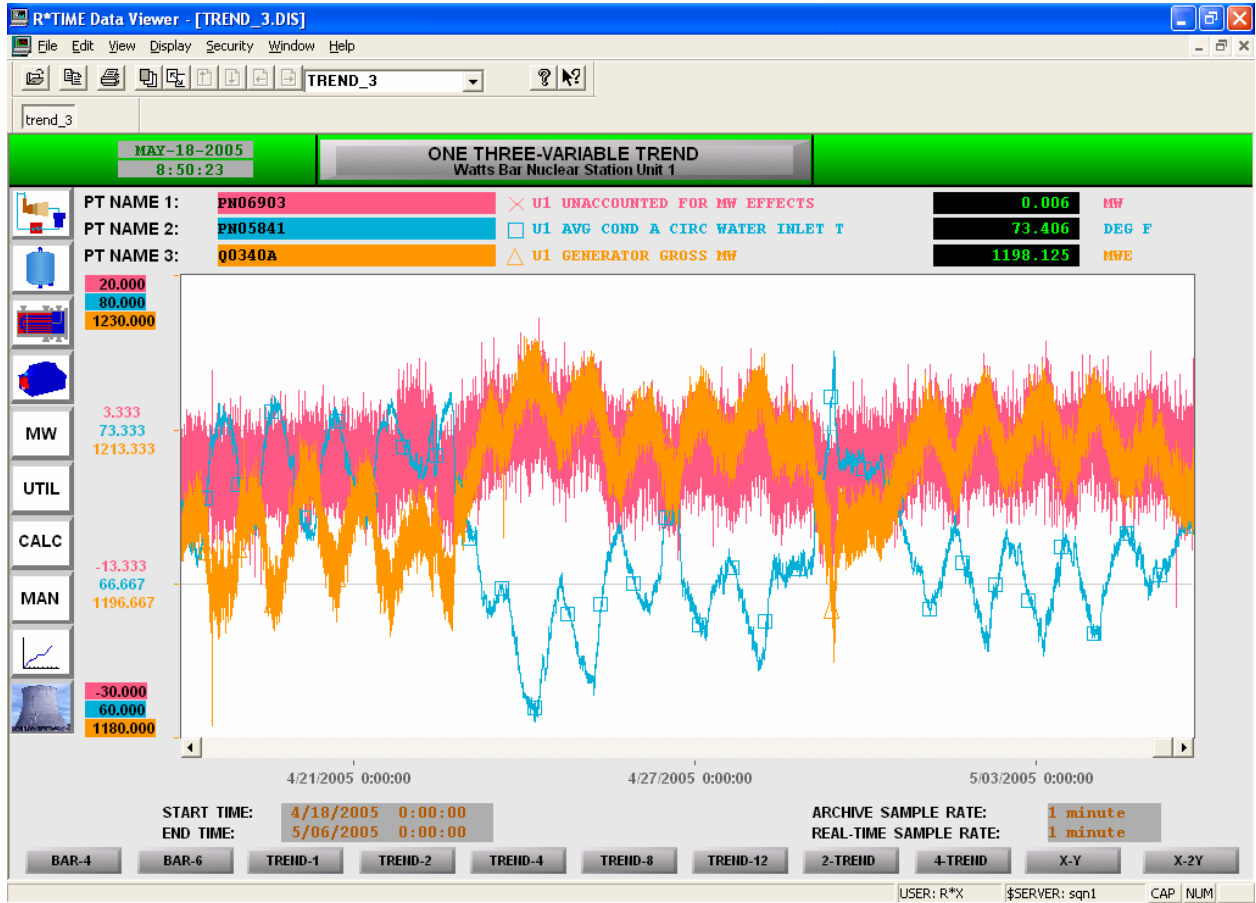 R*TIME Data Viewer - [TREND_3.DIS]
File Edit View Display Security Window Help
TREND_3
trend_3
MAY-18-2005
8:50:23
ONE THREE-VARIABLE TREND
Watts Bar Nuclear Station Unit 1
PT NAME 1: PN06903 U1 UNACCOUNTED FOR MW EFFECTS 0.006 MW
PT NAME 2: PN05841 U1 AVG COND A CIRC WATER INLET T 73.406 DEG F
PT NAME 3: Q0340A U1 GENERATOR GROSS MW 1198.125 MWE
20.000
80.000
1230.000
3.333
73.333
1213.333
MW
UTIL
CALC
MAN
-13.333
66.667
1196.667
-30.000
60.000
1180.000
4/21/2005 0:00:00 4/27/2005 0:00:00 5/03/2005 0:00:00
START TIME: 4/18/2005 0:00:00 ARCHIVE SAMPLE RATE: 1 minute
END TIME: 5/06/2005 0:00:00 REAL-TIME SAMPLE RATE: 1 minute
BAR-4 BAR-6 TREND-1 TREND-2 TREND-4 TREND-8 TREND-12 2-TREND 4-TREND X-Y X-2Y
USER: R*X $SERVER: sqn1 CAP NUM